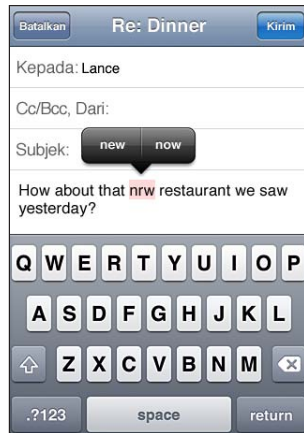 Batalkan Re: Dinner Kirim
Kepada: Lance
Cc/Bcc, Dari:
Subjek:
new now
How about that nrw restaurant we saw
yesterday?
Q W E R T Y U I O P
A S D F G H J K L
Z X C V B N M
.?123 space return